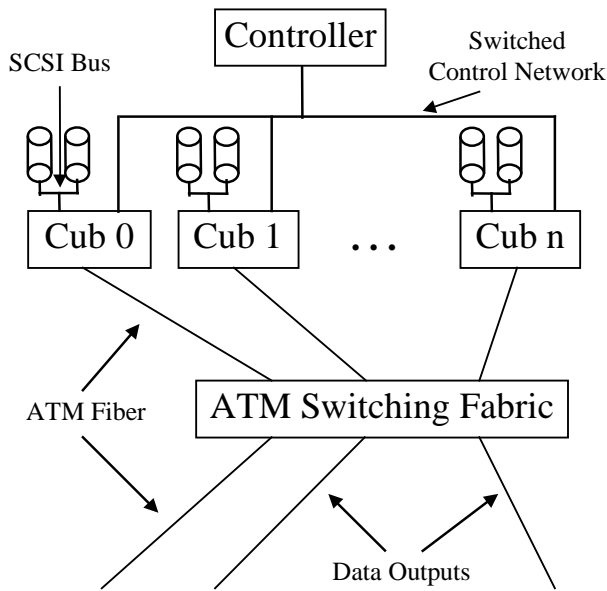 Controller
SCSI Bus
Switched
Control Network
Cub 0
Cub 1
...
Cub n
ATM Fiber
ATM Switching Fabric
Data Outputs